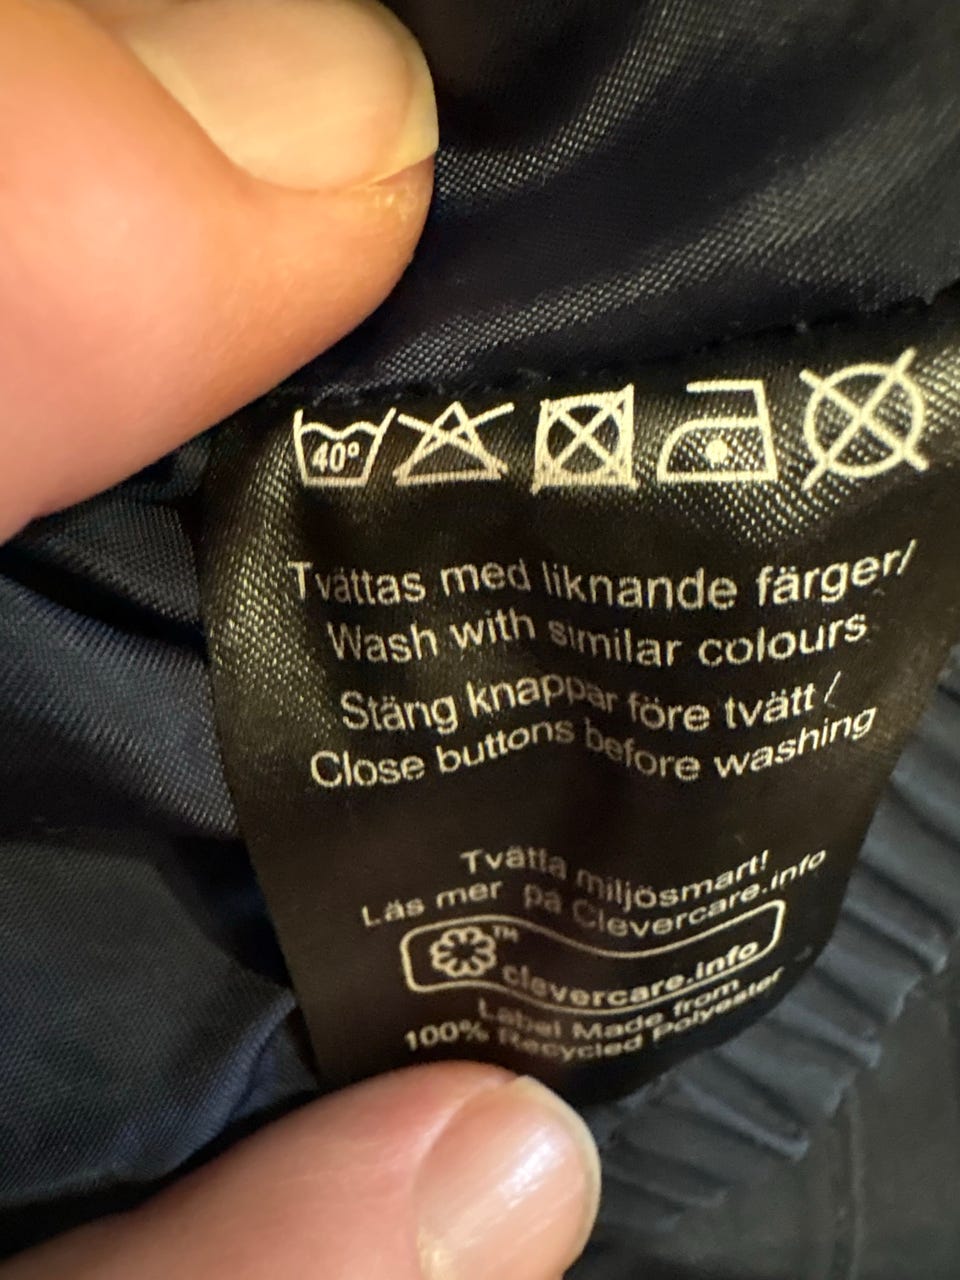 40°
Tvättas med liknande färger/
Wash with similar colours
Stäng knappar före tvätt /
Close buttons before washing
Tvätta miljösmart!
Läs mer på Clevercare.info
™
clevercare.info
Label Made from
100% Recycled Polyester